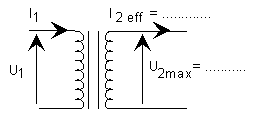 I1 I2 eff = .............
U1 U2max= ...........